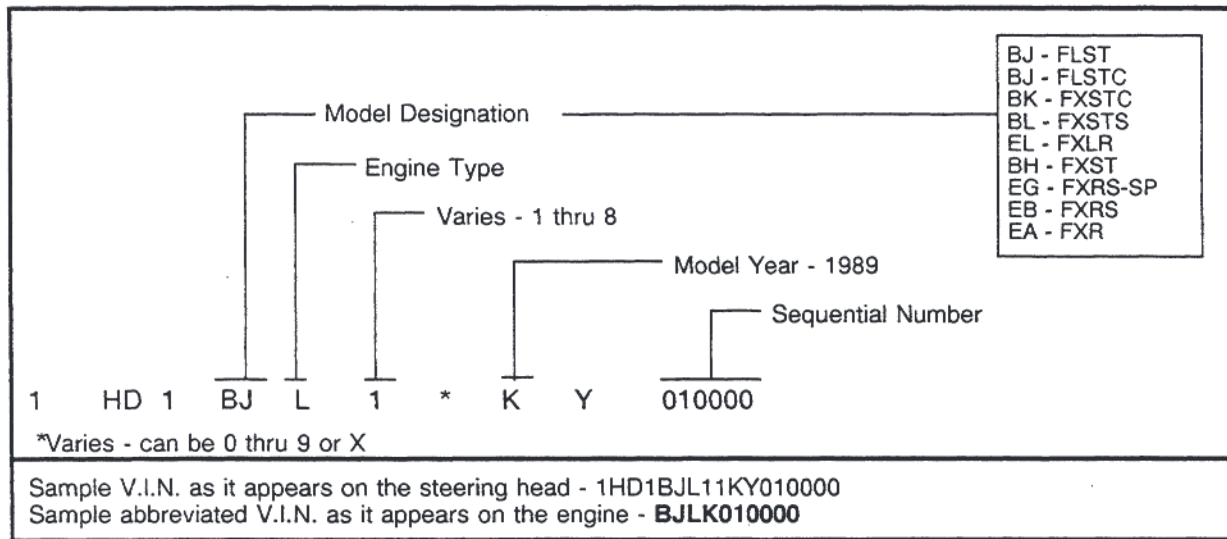 BJ - FLST
BJ - FLSTC
BK - FXSTC
BL - FXSTS
EL - FXLR
BH - FXST
EG - FXRS-SP
EB - FXRS
EA - FXR
Model Designation
Engine Type
Varies - 1 thru 8
Model Year - 1989
Sequential Number
1 HD 1 BJ L 1 * K Y 010000
*Varies - can be 0 thru 9 or X
Sample V.I.N. as it appears on the steering head - 1HD1BJL11KY010000
Sample abbreviated V.I.N. as it appears on the engine - BJLK010000